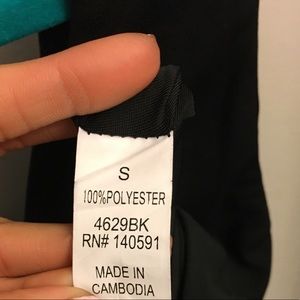 S
100%POLYESTER
4629BK
RN# 140591
MADE IN
CAMBODIA